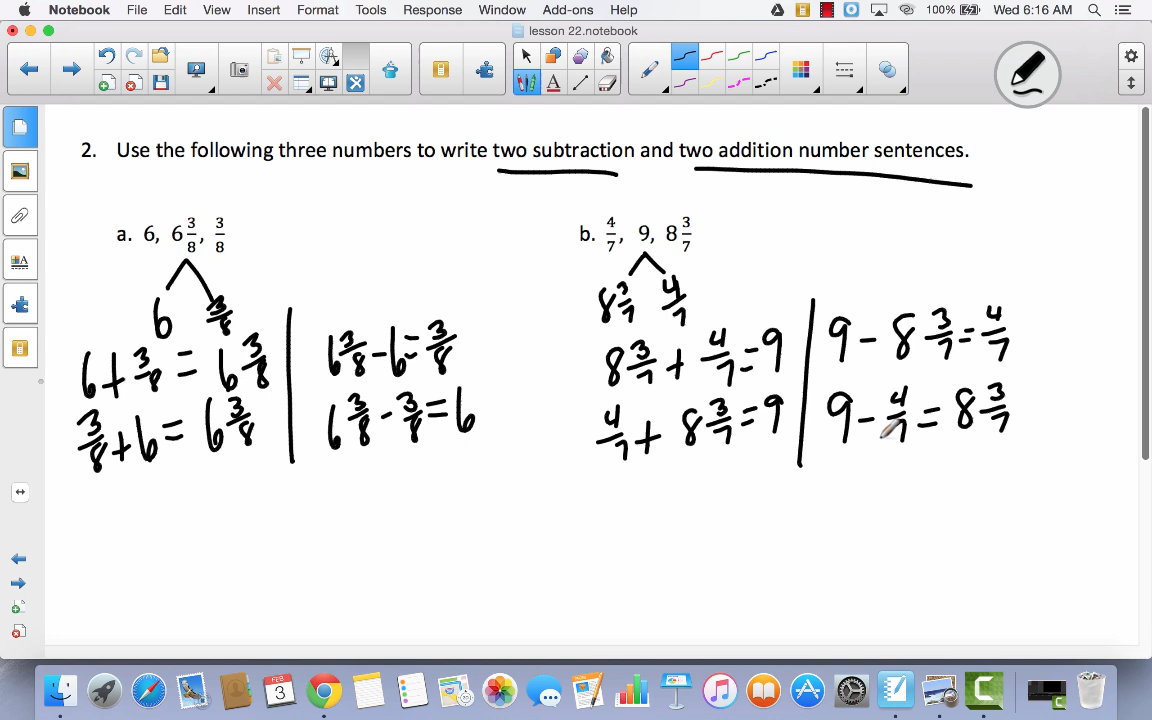 Notebook File Edit View Insert Format Tools Response Window Add-ons Help 100% Wed 6:16 AM
lesson 22.notebook
2. Use the following three numbers to write two subtraction and two addition number sentences.
a. 6, 6 3/8, 3/8
6 3/8
6 + 3/8 = 6 3/8
3/8 + 6 = 6 3/8
6 3/8 - 6 = 3/8
6 3/8 - 3/8 = 6
b. 4/7, 9, 8 3/7
8 3/7 4/7
8 3/7 + 4/7 = 9
4/7 + 8 3/7 = 9
9 - 8 3/7 = 4/7
9 - 4/7 = 8 3/7
FEB
3